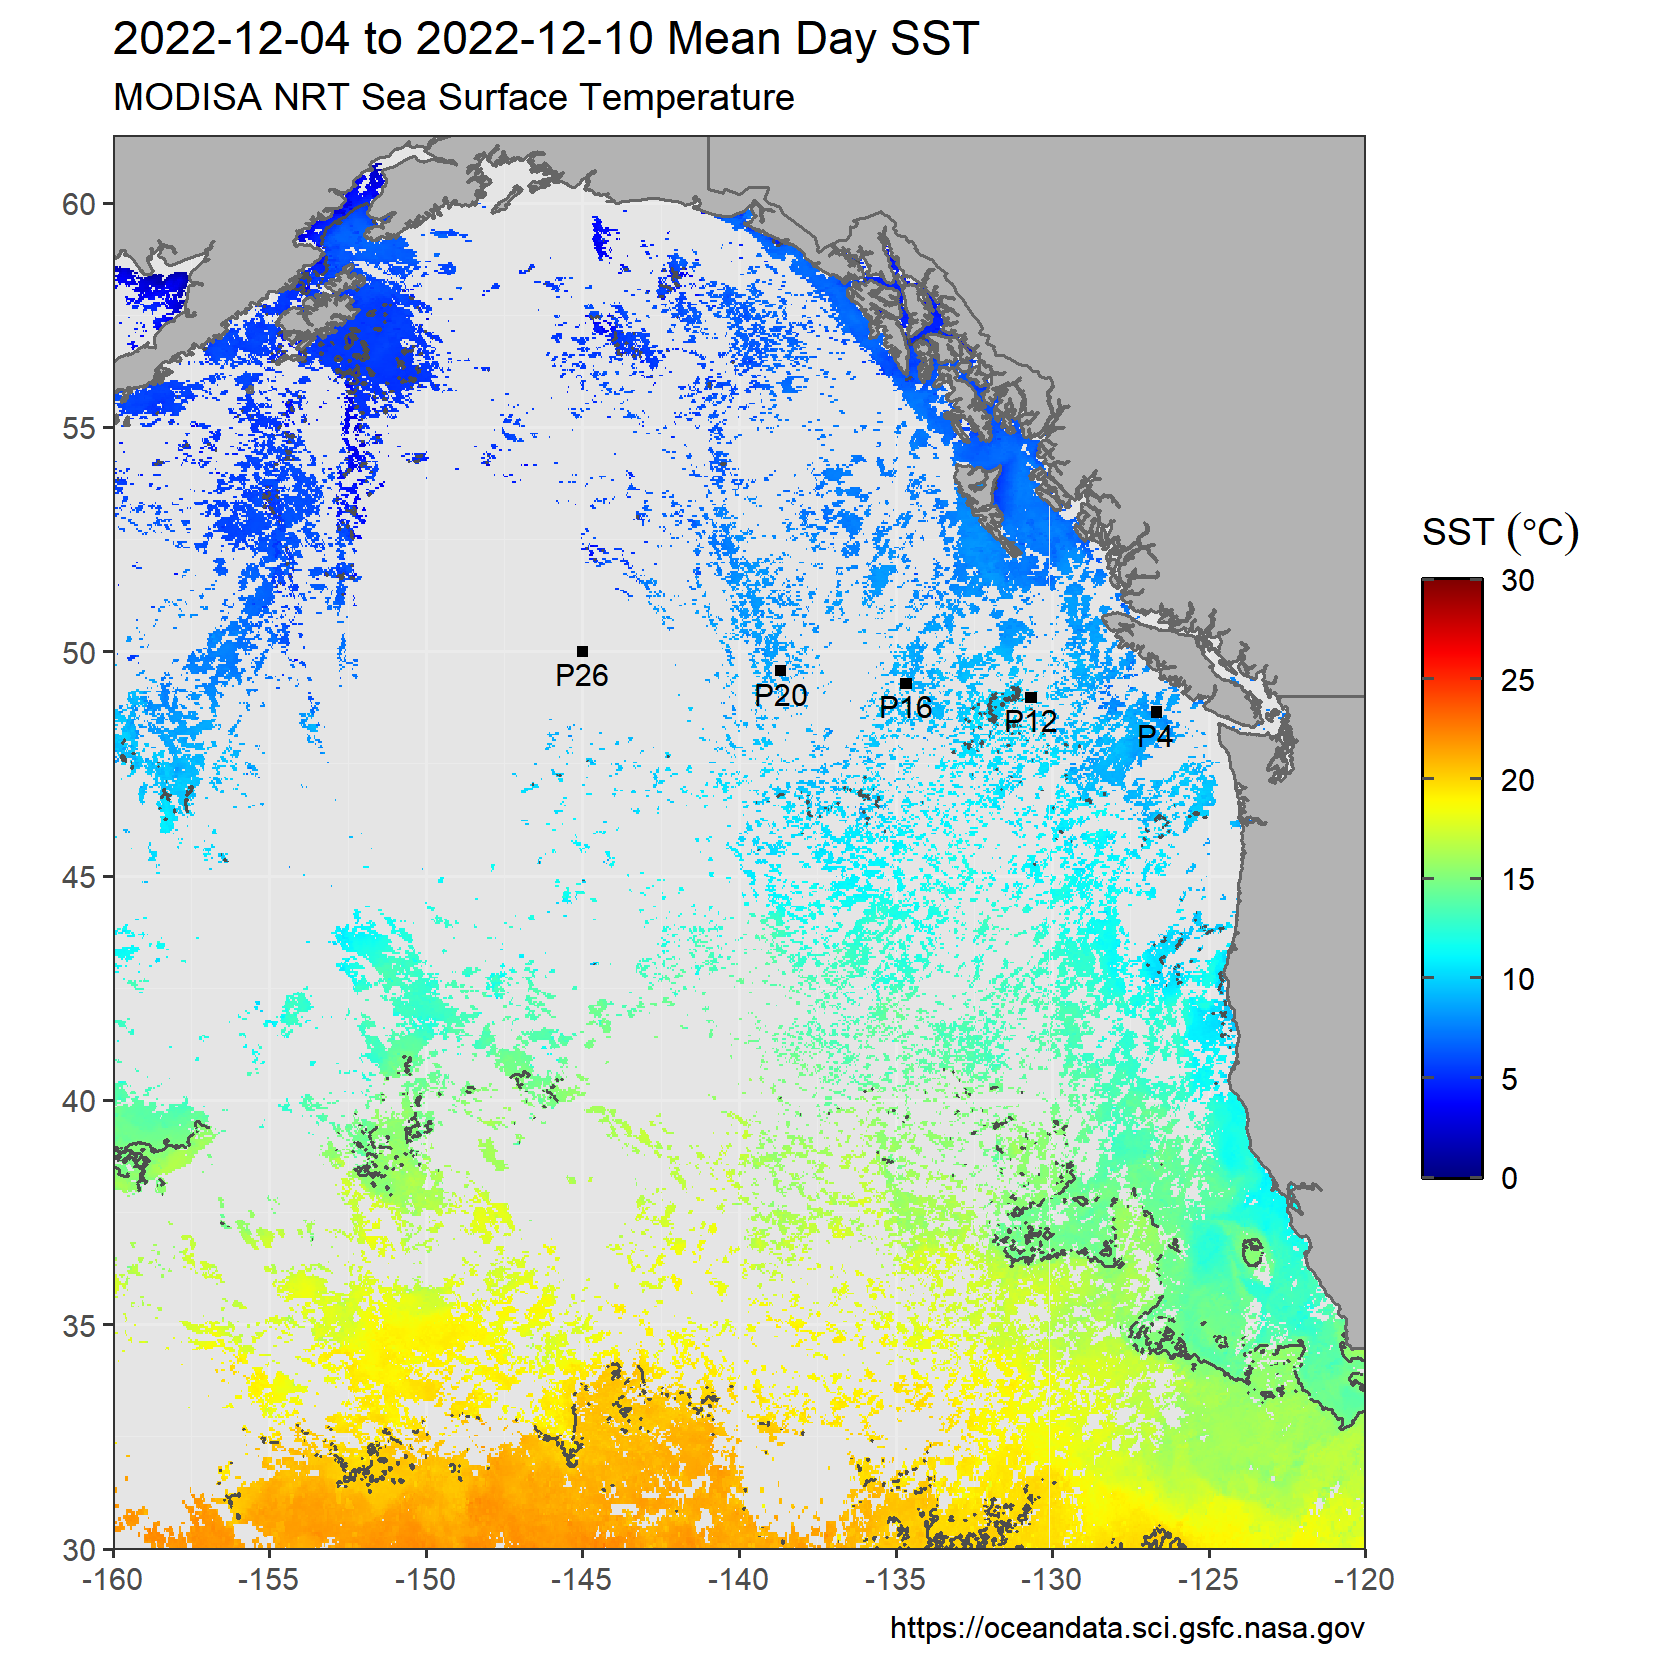 2022-12-04 to 2022-12-10 Mean Day SST
MODISA NRT Sea Surface Temperature
60
55
50
45
40
35
30
-160
-155
-150
-145
-140
-135
-130
-125
-120
P26
P20
P16
P12
P4
SST (°C)
30
25
20
15
10
5
0
https://oceandata.sci.gsfc.nasa.gov